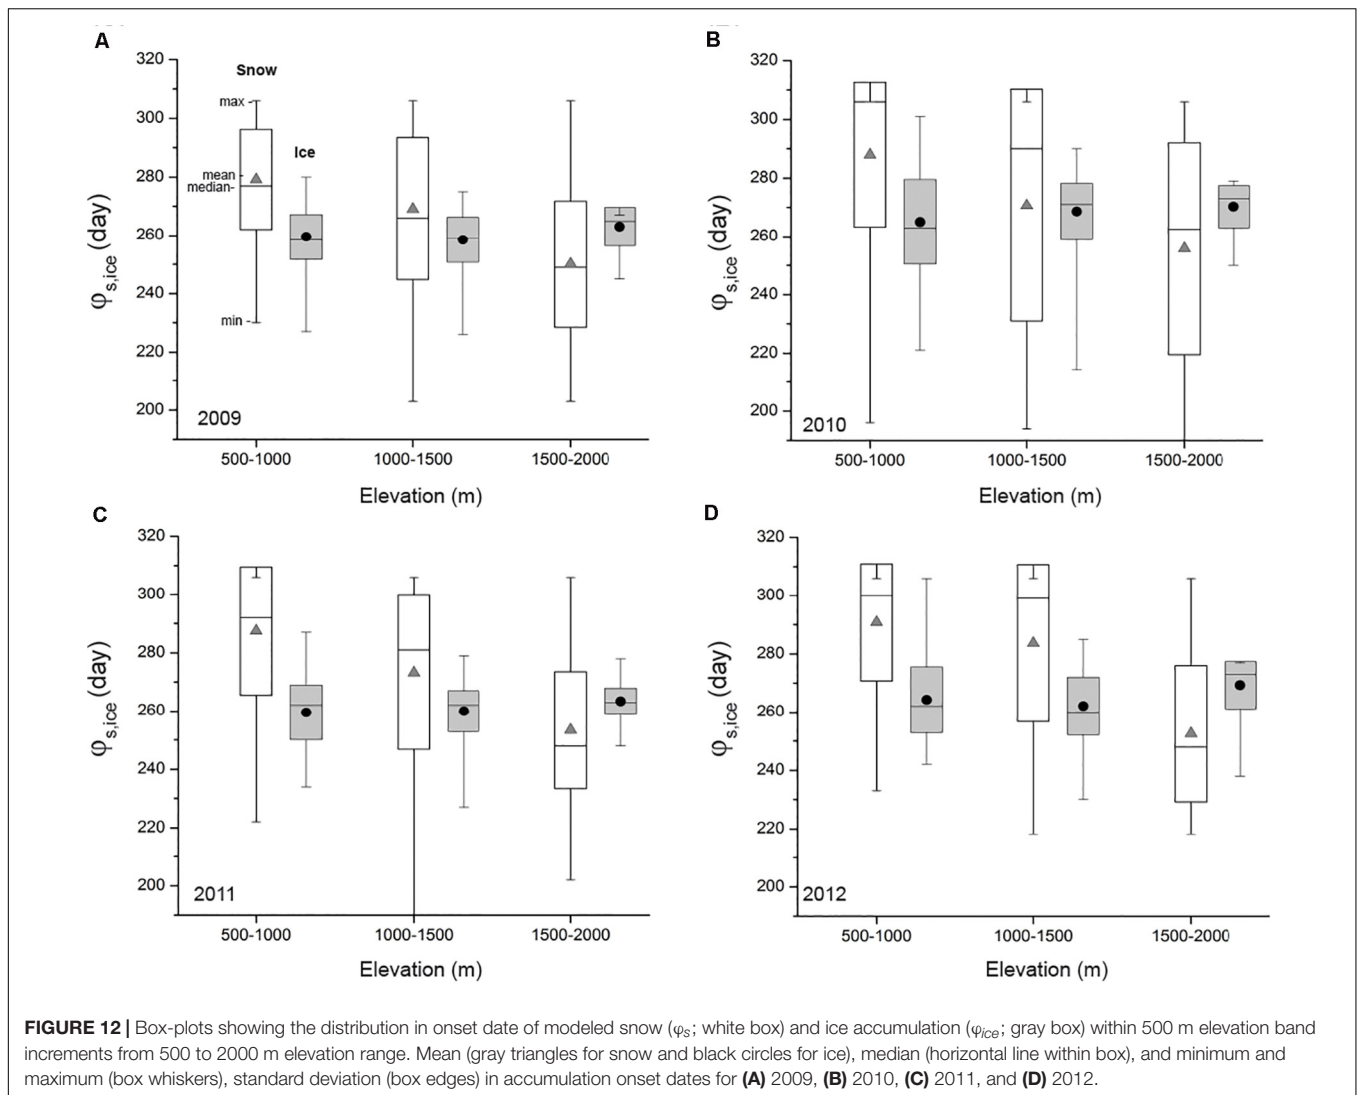 A
320
300
280
260
240
220
200
φs,ice (day)
Snow
max
Ice
mean
median
min
2009
500-1000
1000-1500
1500-2000
Elevation (m)
B
320
300
280
260
240
220
200
φs,ice (day)
2010
500-1000
1000-1500
1500-2000
Elevation (m)
C
320
300
280
260
240
220
200
φs,ice (day)
2011
500-1000
1000-1500
1500-2000
Elevation (m)
D
320
300
280
260
240
220
200
φs,ice (day)
2012
500-1000
1000-1500
1500-2000
Elevation (m)
FIGURE 12 | Box-plots showing the distribution in onset date of modeled snow (φs; white box) and ice accumulation (φice; gray box) within 500 m elevation band
increments from 500 to 2000 m elevation range. Mean (gray triangles for snow and black circles for ice), median (horizontal line within box), and minimum and
maximum (box whiskers), standard deviation (box edges) in accumulation onset dates for (A) 2009, (B) 2010, (C) 2011, and (D) 2012.